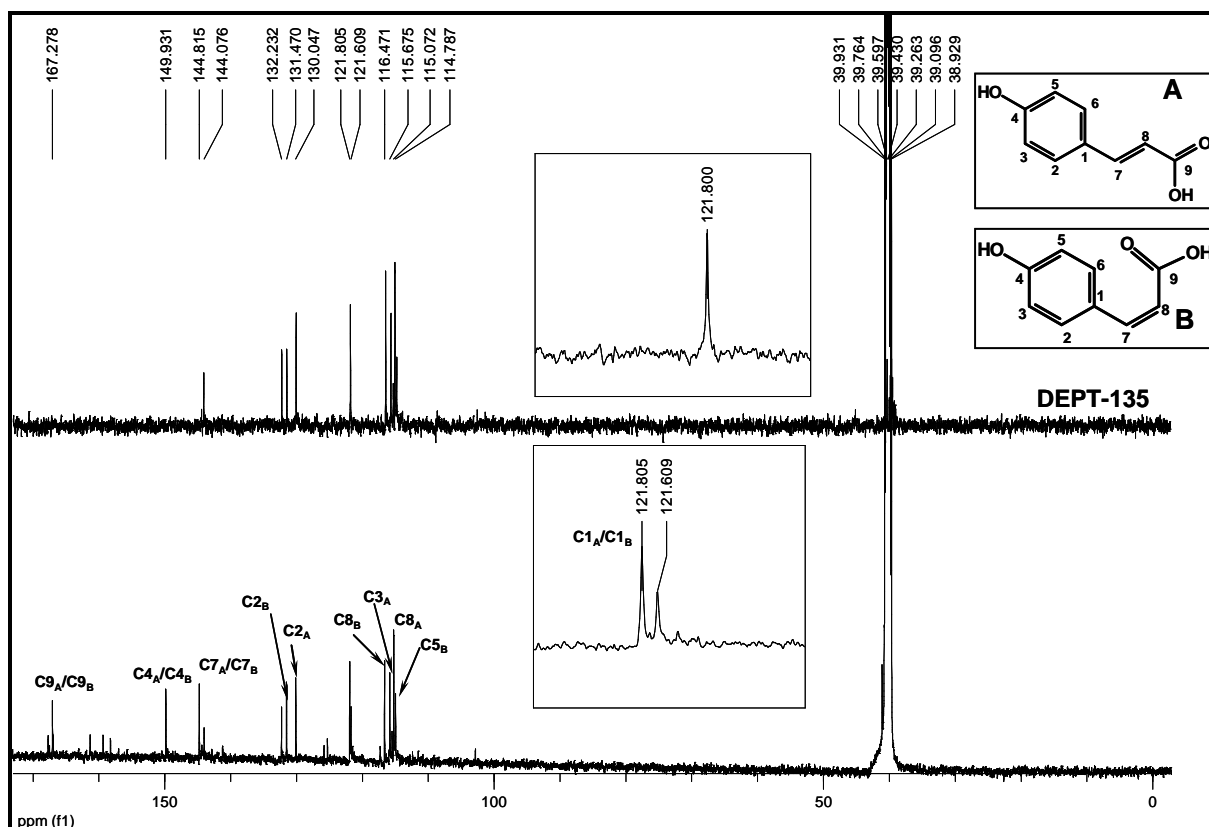 167.278
149.931
144.815
144.076
132.232
131.470
130.047
121.805
121.609
116.471
115.675
115.072
114.787
39.931
39.764
39.597
39.430
39.263
39.096
38.929
A
HO
5
6
4
3
2
1
8
7
9
O
OH
121.800
HO
5
6
4
3
2
1
O
OH
9
8
7
B
DEPT-135
121.805
121.609
C1A/C1B
C9A/C9B
C4A/C4B
C7A/C7B
C2B
C2A
C8B
C3A
C8A
C5B
150
100
50
0
ppm (f1)